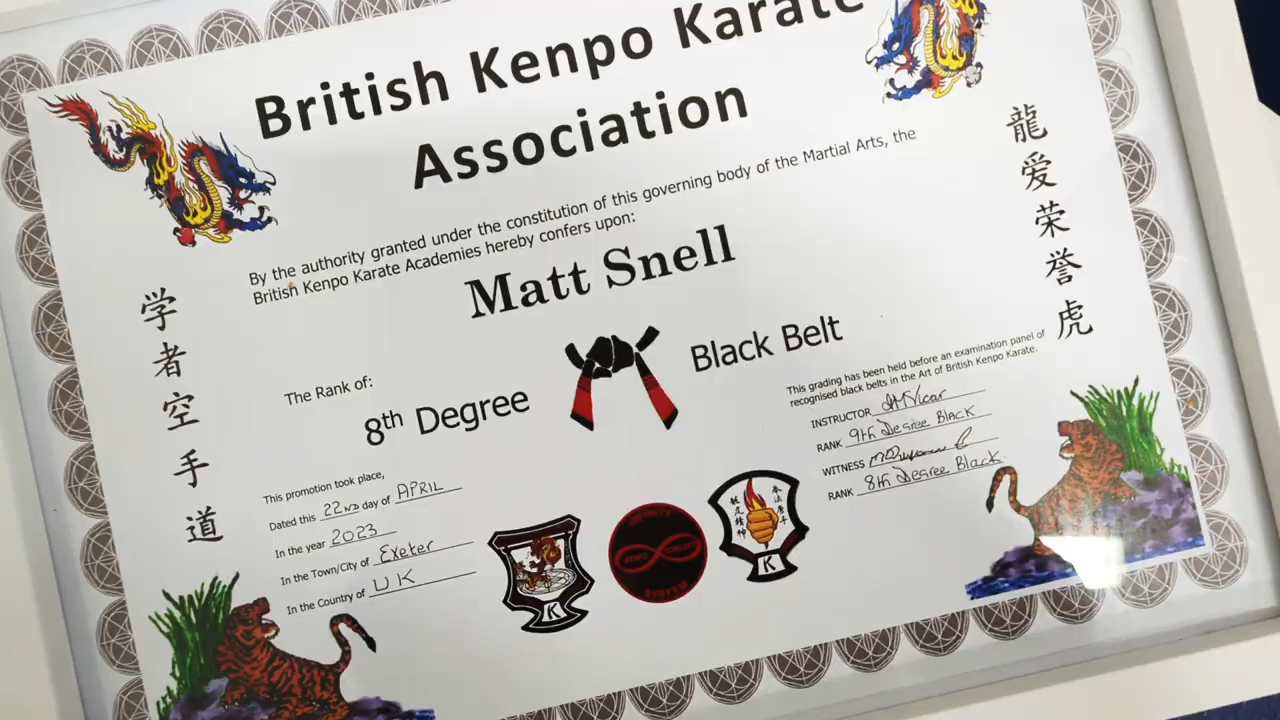 British Kenpo Karate
Association
By the authority granted under the constitution of this governing body of the Martial Arts, the
British Kenpo Karate Academies hereby confers upon:
Matt Snell
The Rank of:
8th Degree
Black Belt
This promotion took place,
Dated this 22ND day of APRIL
In the year 2023
In the Town/City of Exeter
In the Country of UK
This grading has been held before an examination panel of
recognised black belts in the Art of British Kenpo Karate.
INSTRUCTOR
RANK 9th Degree Black
WITNESS
RANK 8th Degree Black
学者空手道
龍爱荣誉虎
K
INFINITY
KENPO
SYSTEM
K